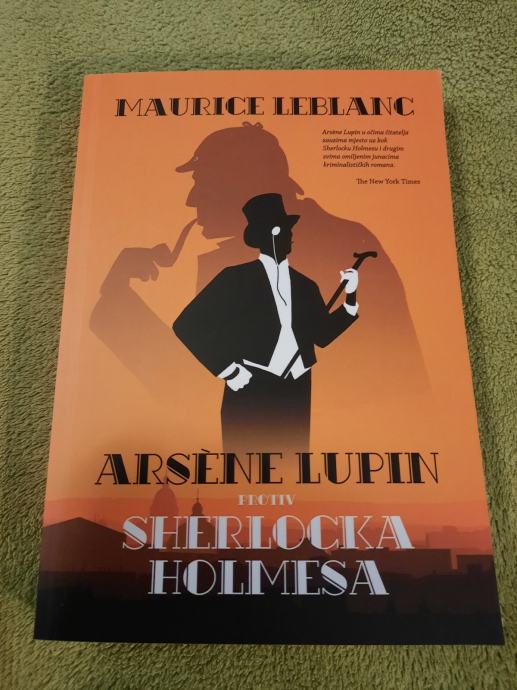 MAURICE LEBLANC
Arsène Lupin u očima čitatelja
zauzima mjesto uz bok
Sherlocku Holmesu i drugim
svima omiljenim junacima
kriminalističkih romana.
The New York Times
ARSÈNE LUPIN
PROTIV
SHERLOCKA
HOLMESA